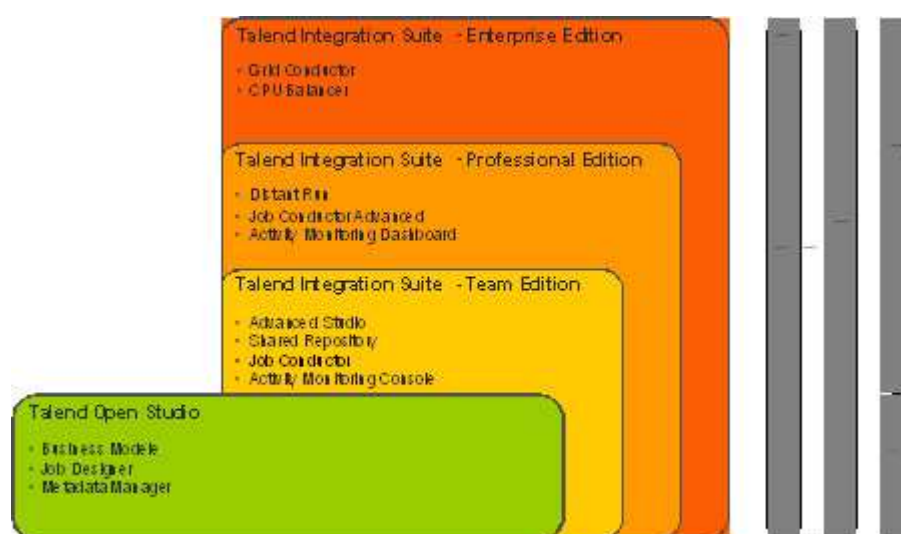 Talend Integration Suite - Enterprise Edition
• Grid Conductor
• CPU Balancer
Talend Integration Suite - Professional Edition
• Distant Run
• Job Conductor Advanced
• Activity Monitoring Dashboard
Talend Integration Suite - Team Edition
• Advanced Studio
• Shared Repository
• Job Conductor
• Activity Monitoring Console
Talend Open Studio
• Business Modele
• Job Designer
• Metadata Manager